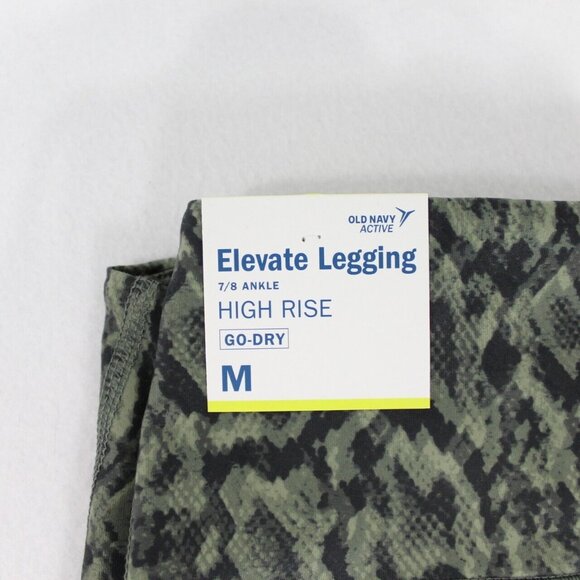 OLD NAVY
ACTIVE
Elevate Legging
7/8 ANKLE
HIGH RISE
GO-DRY
M